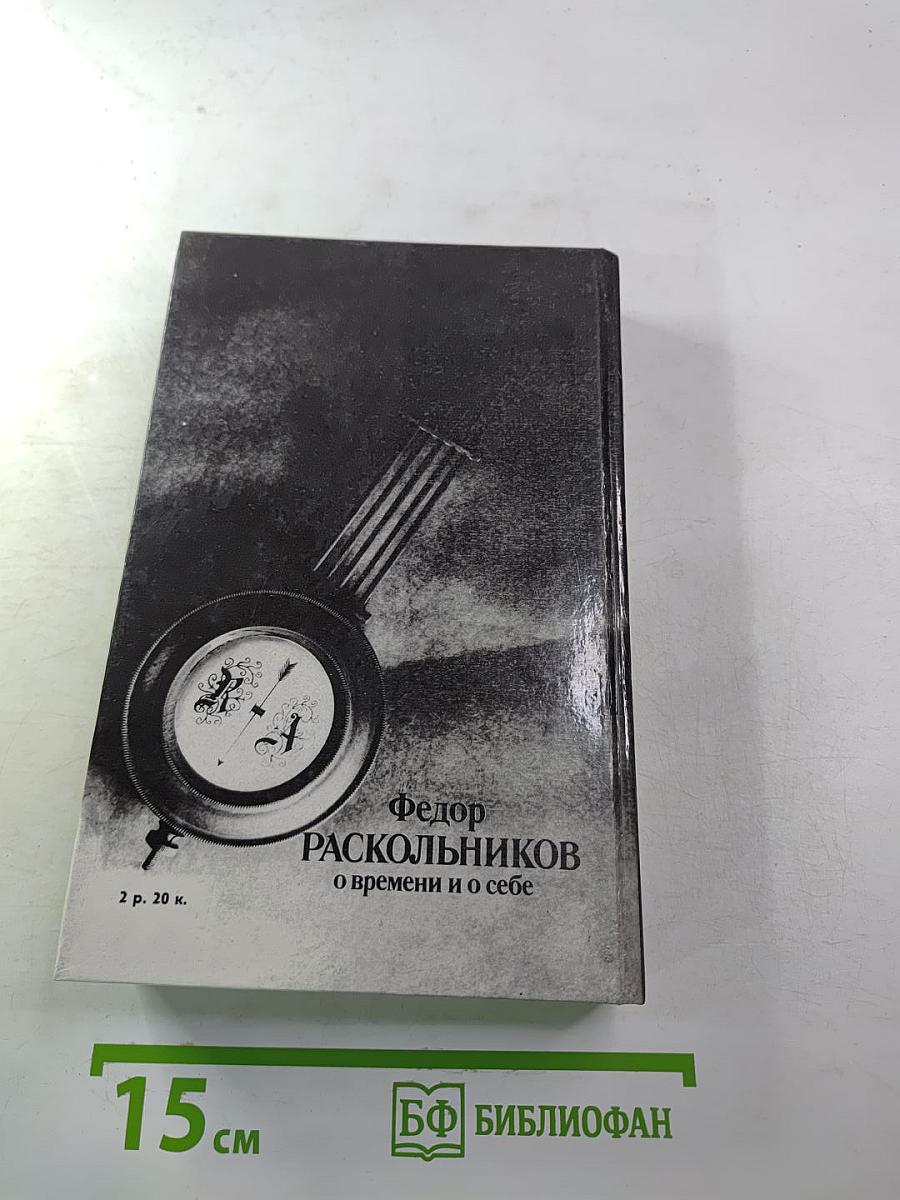 R
A
Федор
РАСКОЛЬНИКОВ
о времени и о себе
2 р. 20 к.
15 см
БФ БИБЛИОФАН